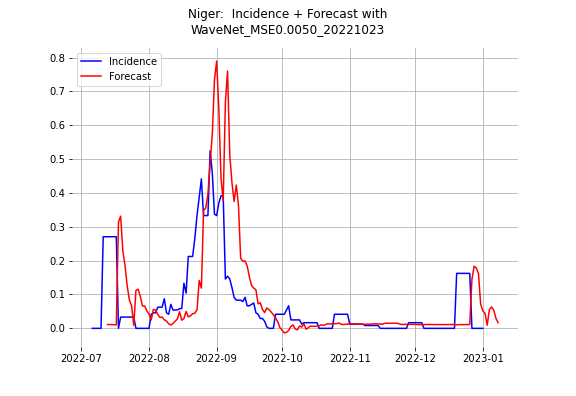 Niger:  Incidence + Forecast with
WaveNet_MSE0.0050_20221023
Incidence
Forecast
0.8
0.7
0.6
0.5
0.4
0.3
0.2
0.1
0.0
2022-07 2022-08 2022-09 2022-10 2022-11 2022-12 2023-01